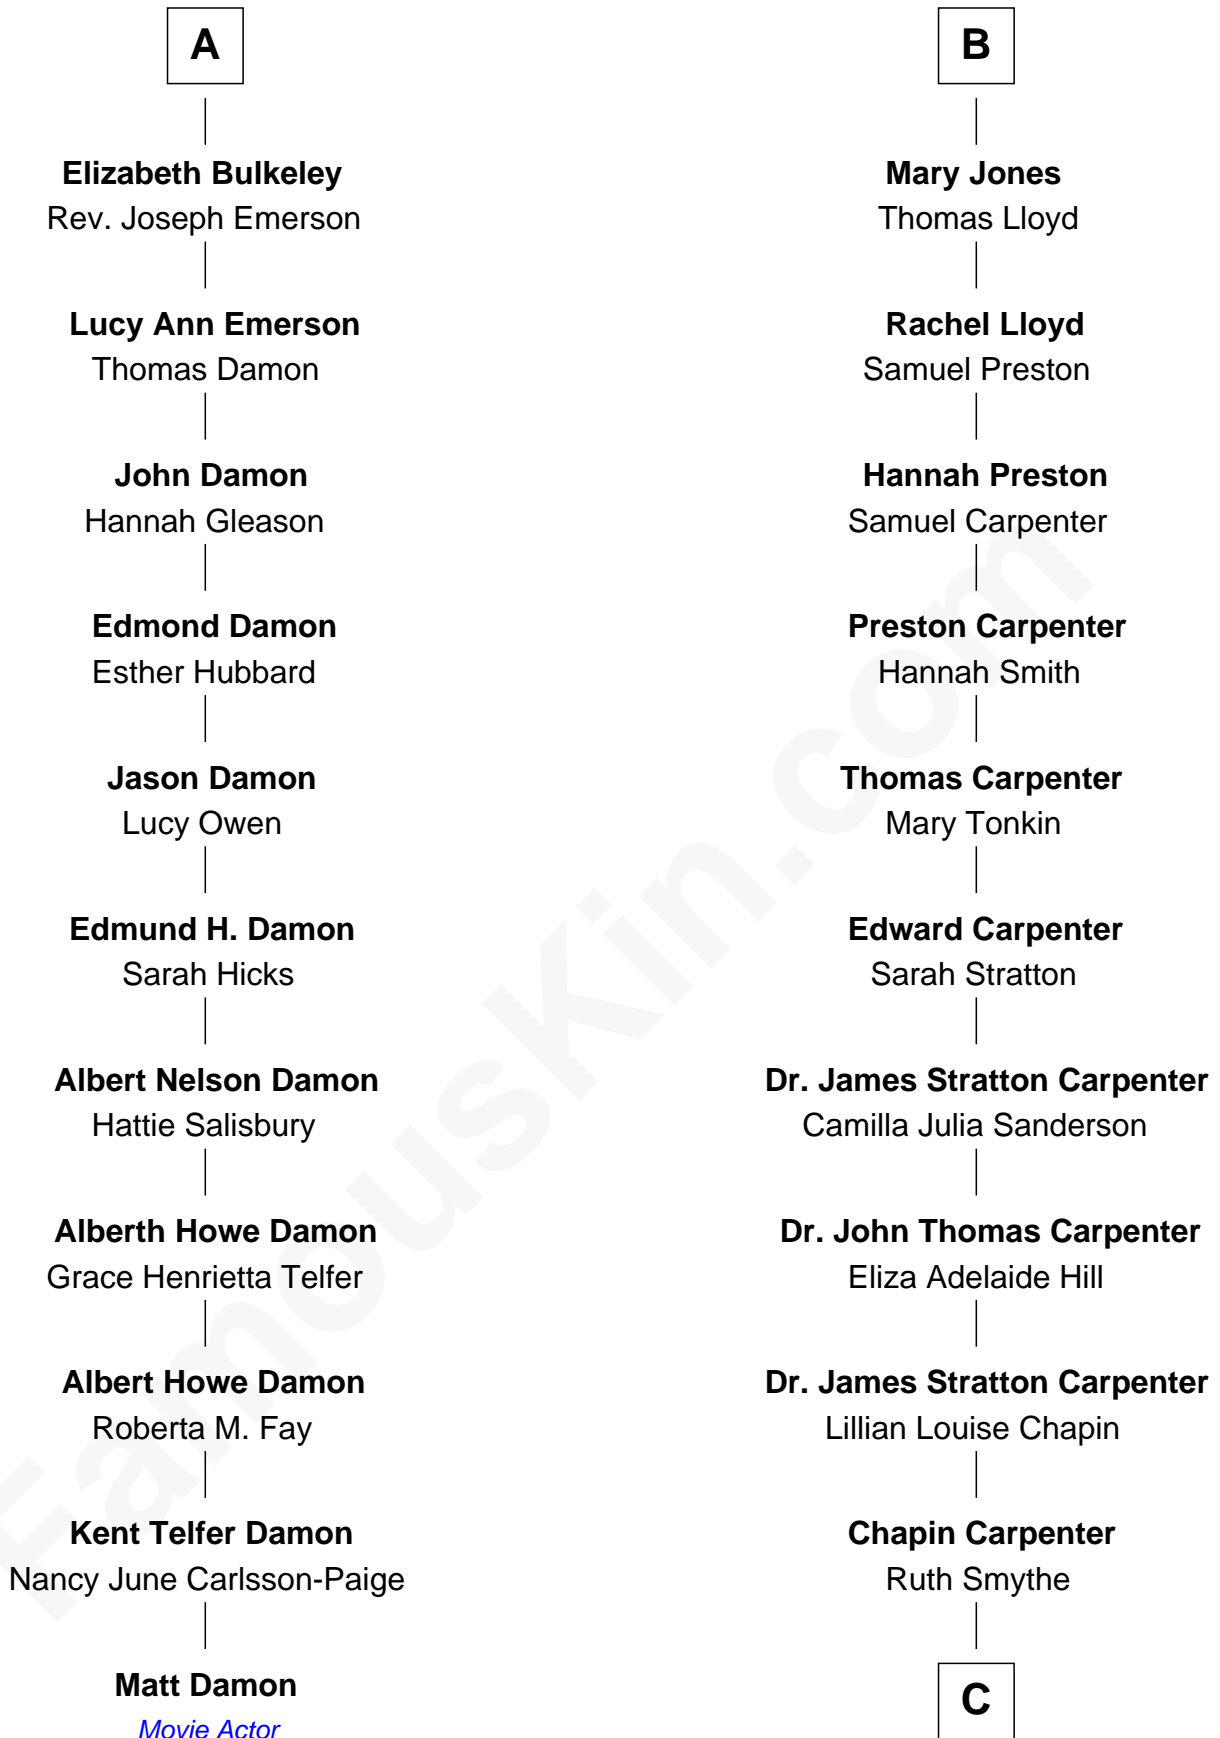 A
Elizabeth Bulkeley
Rev. Joseph Emerson
Lucy Ann Emerson
Thomas Damon
John Damon
Hannah Gleason
Edmond Damon
Esther Hubbard
Jason Damon
Lucy Owen
Edmund H. Damon
Sarah Hicks
Albert Nelson Damon
Hattie Salisbury
Alberth Howe Damon
Grace Henrietta Telfer
Albert Howe Damon
Roberta M. Fay
Kent Telfer Damon
Nancy June Carlsson-Paige
Matt Damon
Movie Actor
B
Mary Jones
Thomas Lloyd
Rachel Lloyd
Samuel Preston
Hannah Preston
Samuel Carpenter
Preston Carpenter
Hannah Smith
Thomas Carpenter
Mary Tonkin
Edward Carpenter
Sarah Stratton
Dr. James Stratton Carpenter
Camilla Julia Sanderson
Dr. John Thomas Carpenter
Eliza Adelaide Hill
Dr. James Stratton Carpenter
Lillian Louise Chapin
Chapin Carpenter
Ruth Smythe
C
FamousKin.com